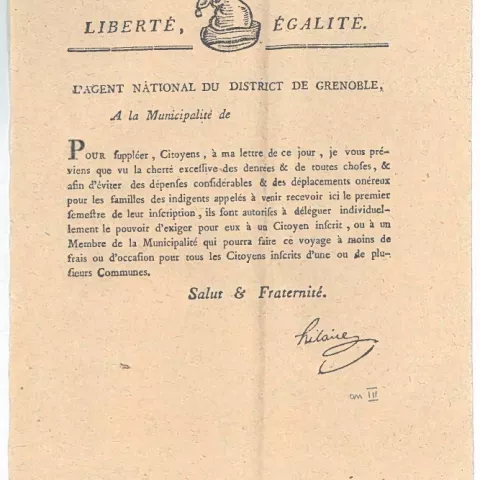 LIBERTÉ, ÉGALITÉ.
L'AGENT NATIONAL DU DISTRICT DE GRENOBLE,
A la Municipalité de
POUR suppléer, Citoyens, à ma lettre de ce jour, je vous pré-
viens que vu la cherté excessive des denrées & de toutes choses, &
afin d'éviter des dépenses considérables & des déplacements onéreux
pour les familles des indigents appelés à venir recevoir ici le premier
semestre de leur inscription, ils sont autorisés à déléguer individuel-
lement le pouvoir d'exiger pour eux à un Citoyen inscrit, ou à un
Membre de la Municipalité qui pourra faire ce voyage à moins de
frais ou d'occasion pour tous les Citoyens inscrits d'une ou de plu-
sieurs Communes.
Salut & Fraternité.
hilaire
an III